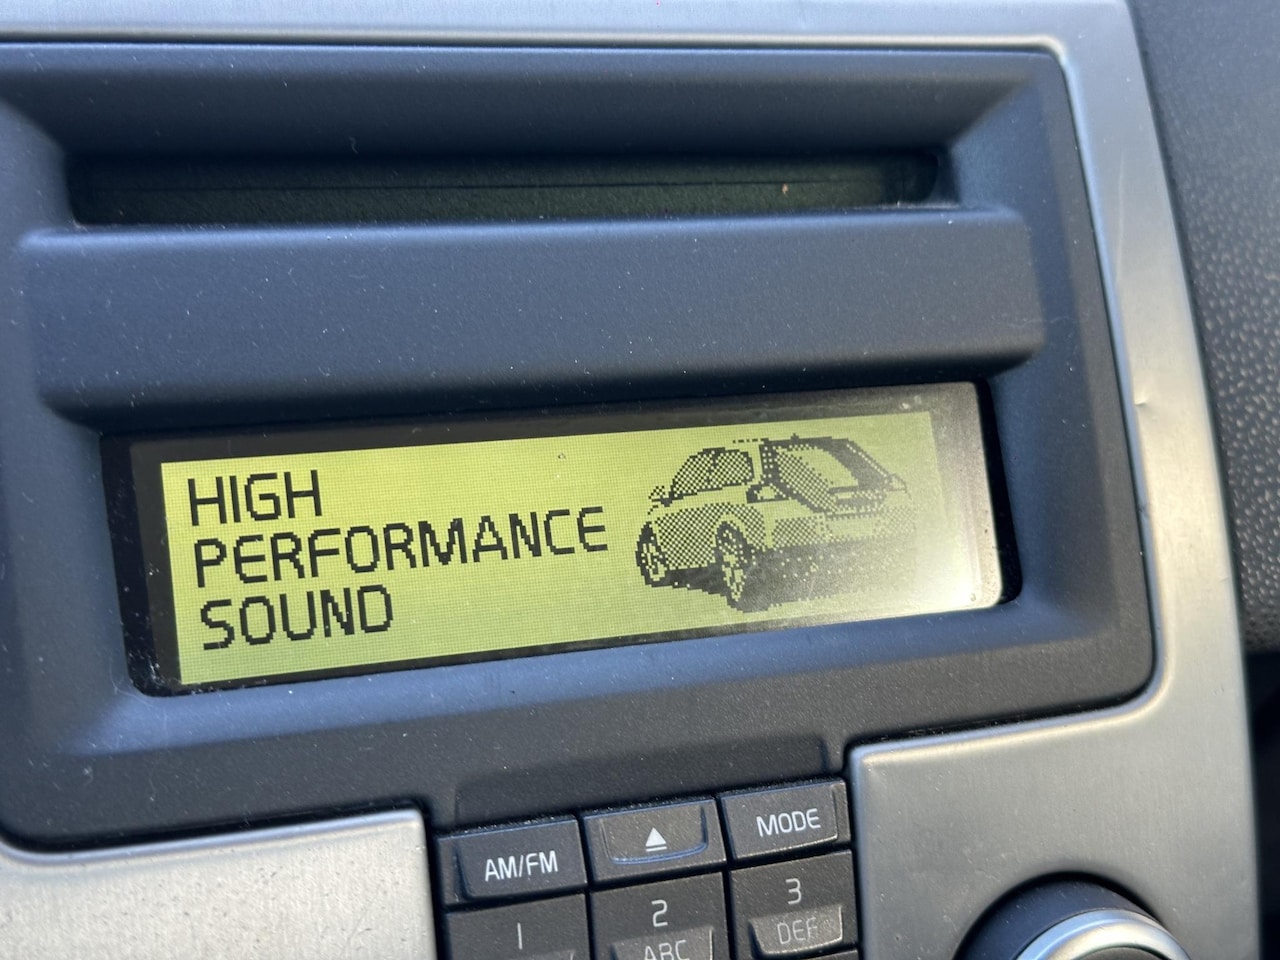 HIGH
PERFORMANCE
SOUND
AM/FM
MODE
1
2
3
ABC
DEF